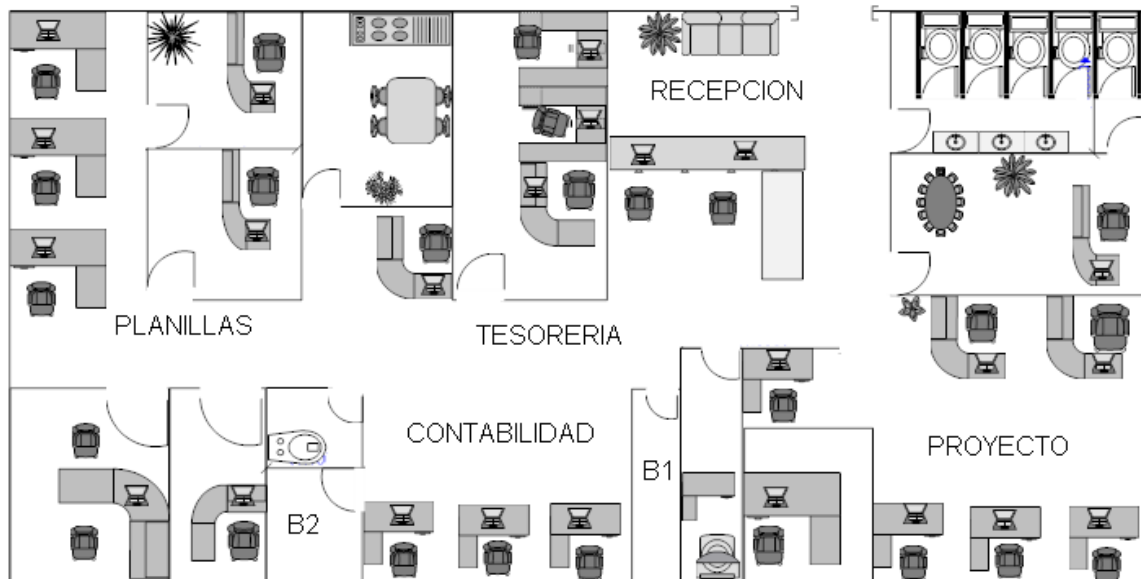 RECEPCION
PLANILLAS
TESORERIA
CONTABILIDAD
PROYECTO
B1
B2